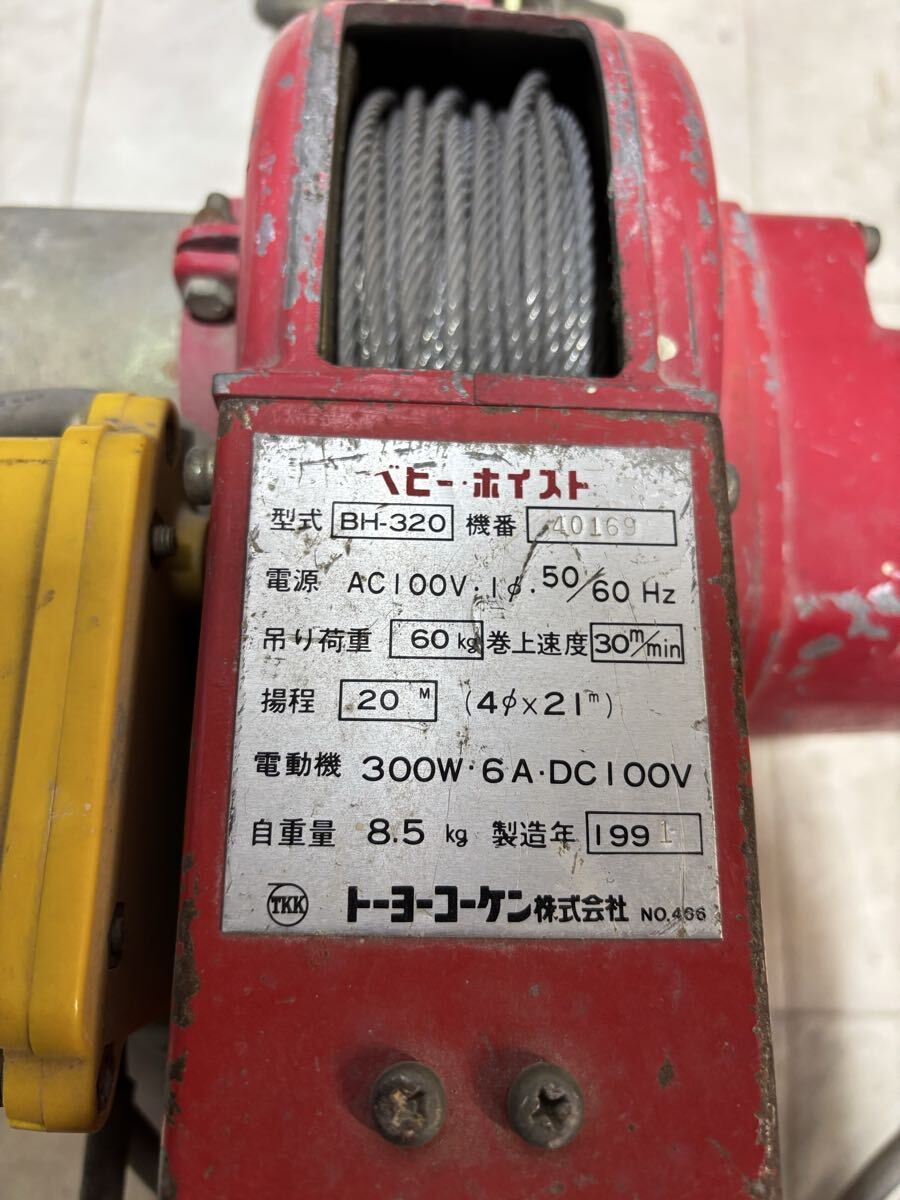 ベビー・ホイスト
型式 BH-320 機番 40169
電源 AC100V・1φ・50/60 Hz
吊り荷重 60kg 巻上速度 30m/min
揚程 20M (4φ×21m)
電動機 300W・6A・DC100V
自重量 8.5 kg 製造年 1991
TKK トーヨーコーケン株式会社 NO.466